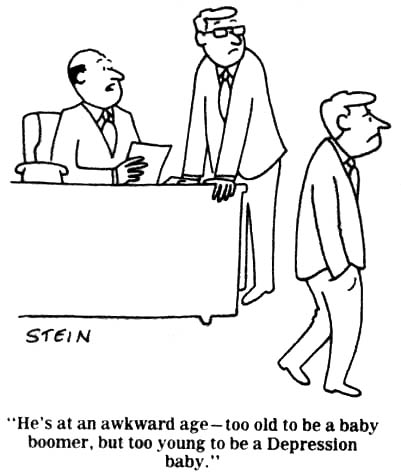 STEIN
"He's at an awkward age—too old to be a baby
boomer, but too young to be a Depression
baby."